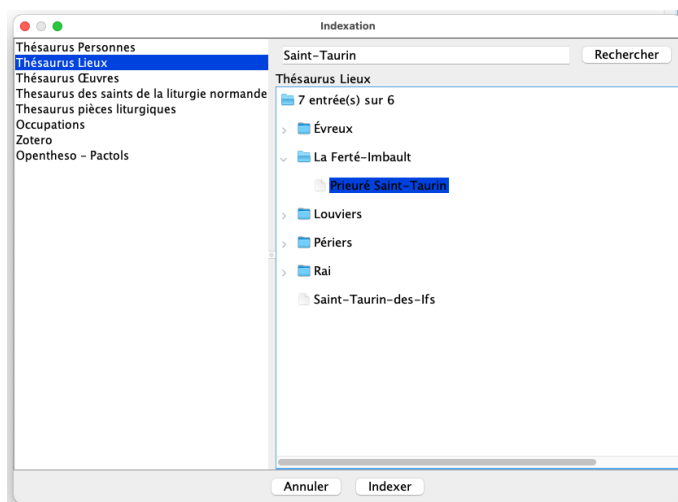 Indexation
Thésaurus Personnes
Thésaurus Lieux
Thésaurus Œuvres
Thesaurus des saints de la liturgie normande
Thesaurus pièces liturgiques
Occupations
Zotero
Opentheso – Pactols
Saint-Taurin
Rechercher
Thésaurus Lieux
7 entrée(s) sur 6
Évreux
La Ferté-Imbault
Prieuré Saint-Taurin
Louviers
Périers
Rai
Saint-Taurin-des-Ifs
Annuler
Indexer